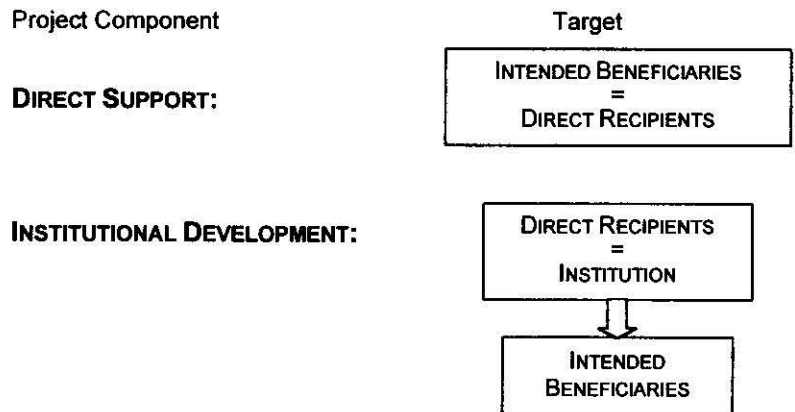 Project Component Target
INTENDED BENEFICIARIES
=
DIRECT RECIPIENTS
DIRECT SUPPORT:
DIRECT RECIPIENTS
=
INSTITUTION
INSTITUTIONAL DEVELOPMENT:
INTENDED
BENEFICIARIES